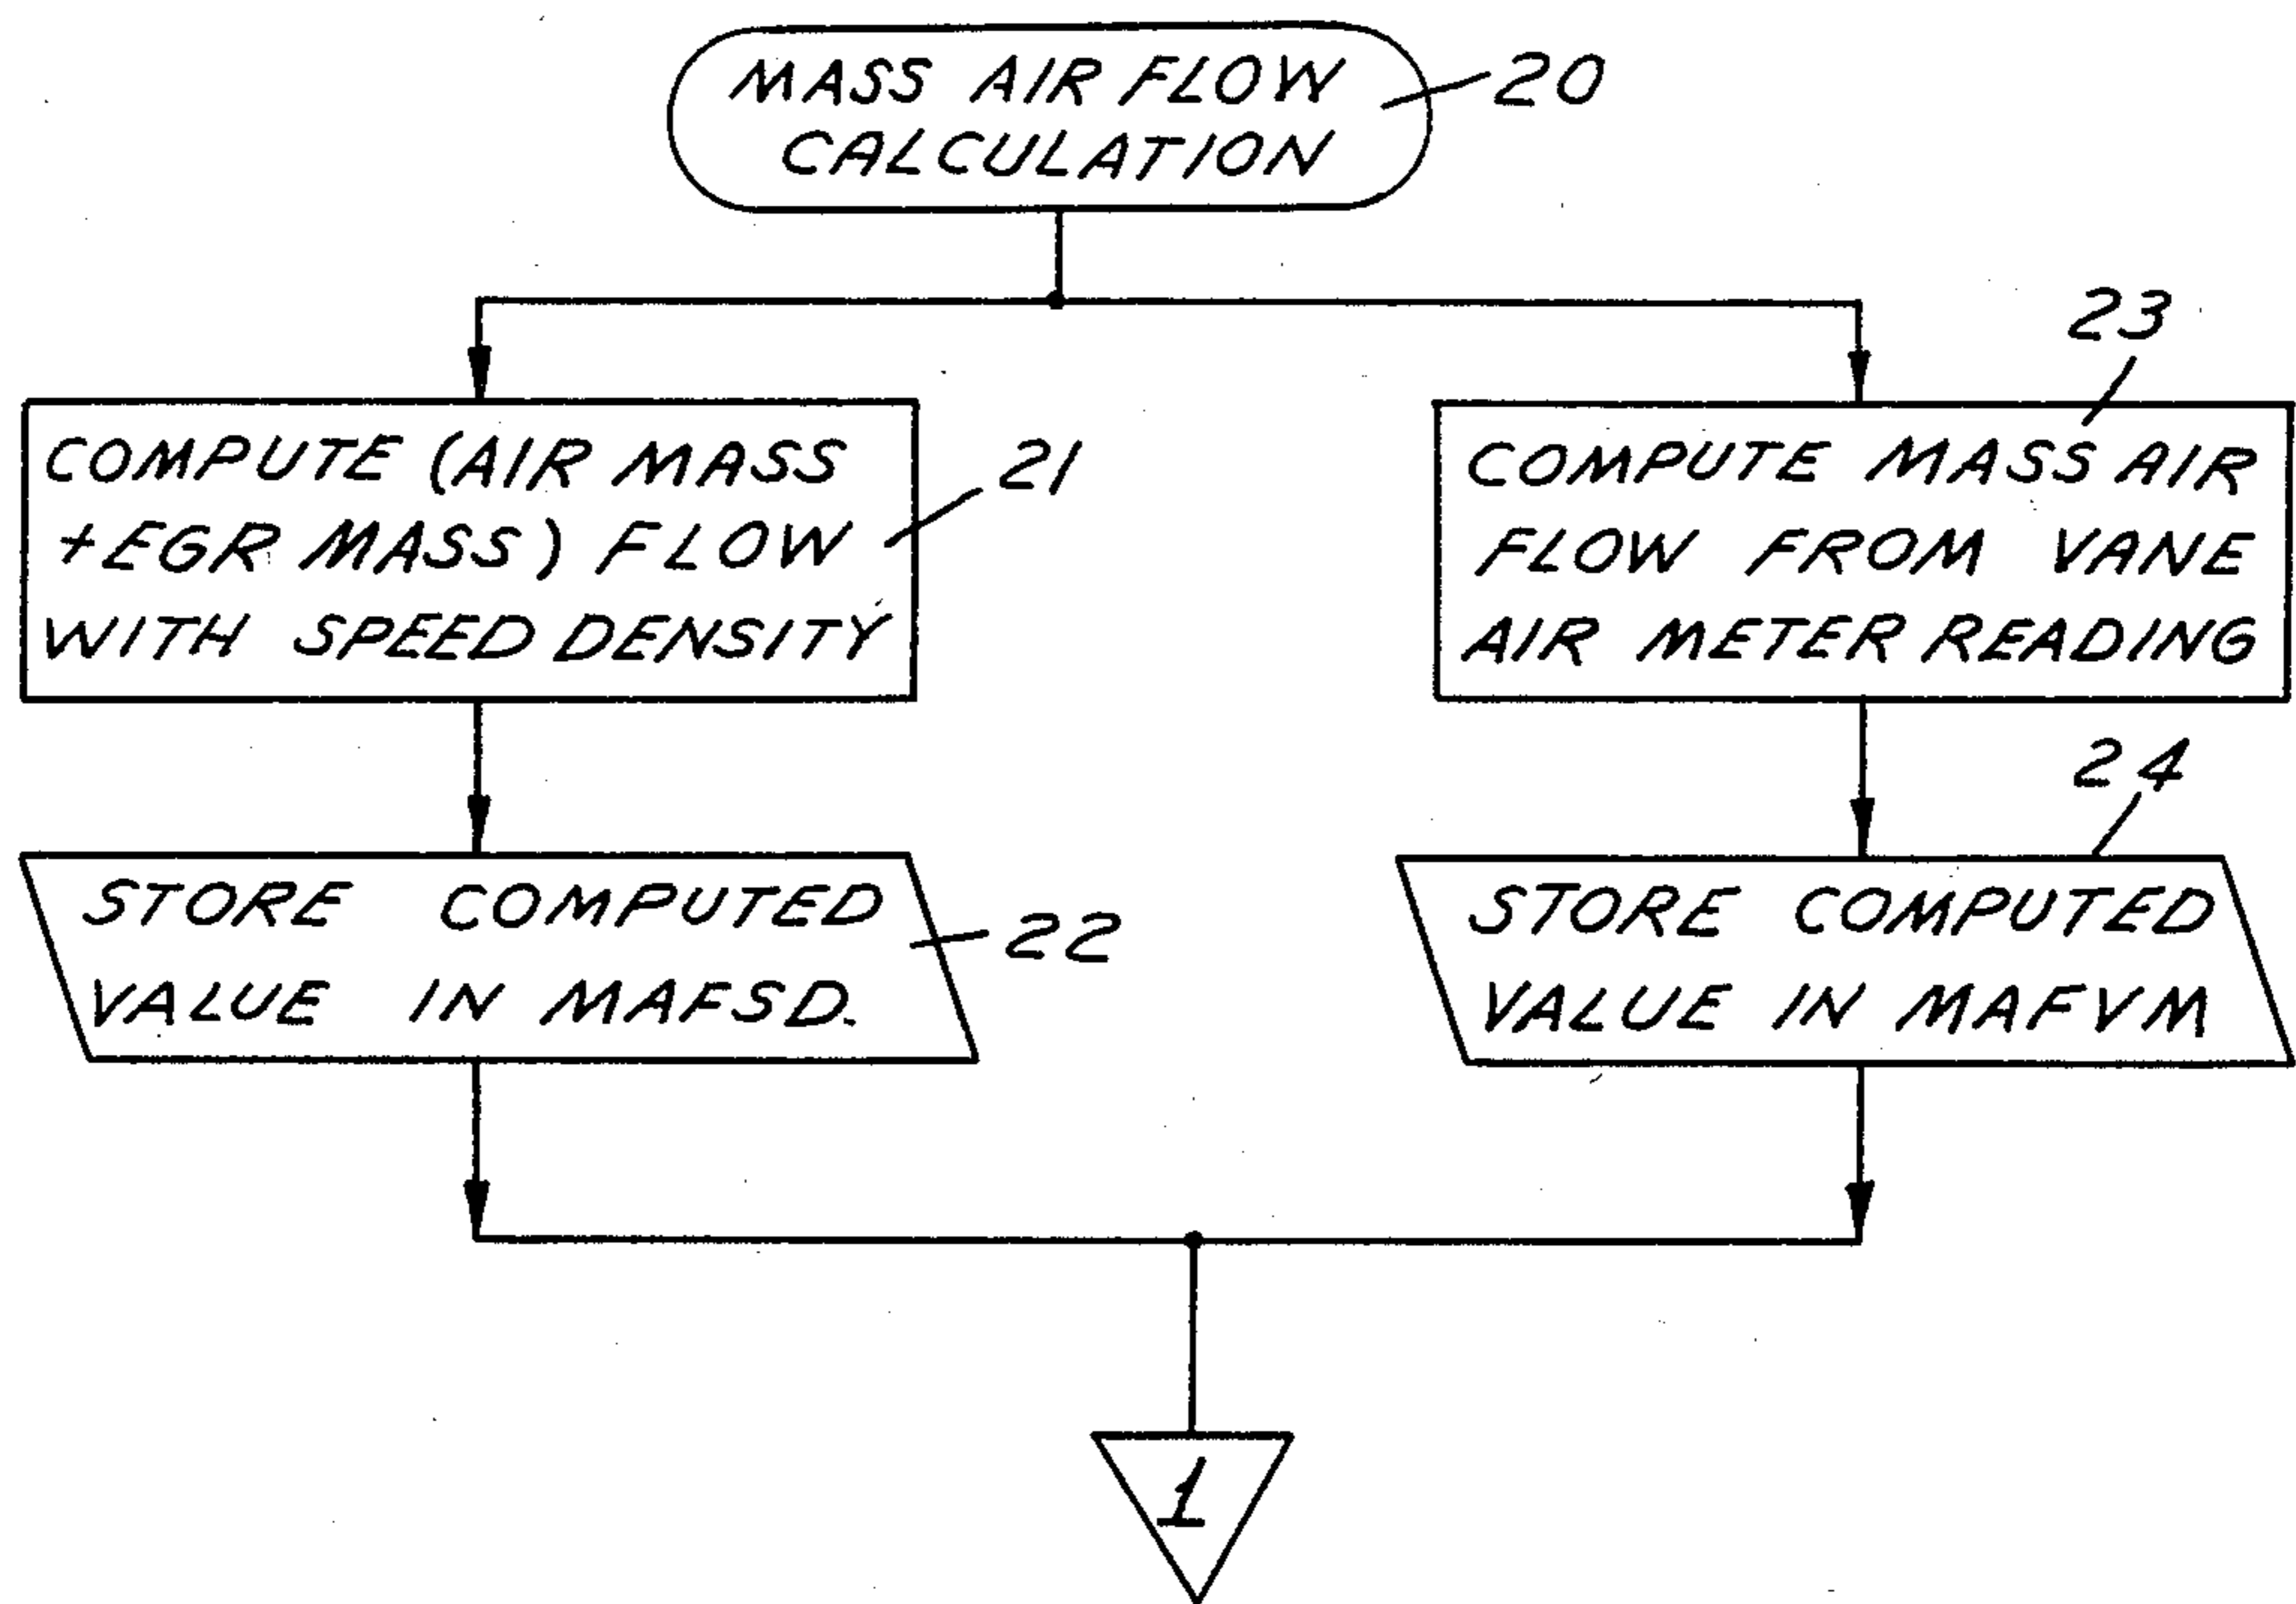 MASS AIR FLOW
CALCULATION
20
COMPUTE (AIR MASS
+EGR MASS) FLOW
WITH SPEED DENSITY
21
23
COMPUTE MASS AIR
FLOW FROM VANE
AIR METER READING
STORE COMPUTED
VALUE IN MAFSD.
22
24
STORE COMPUTED
VALUE IN MAFVM
1